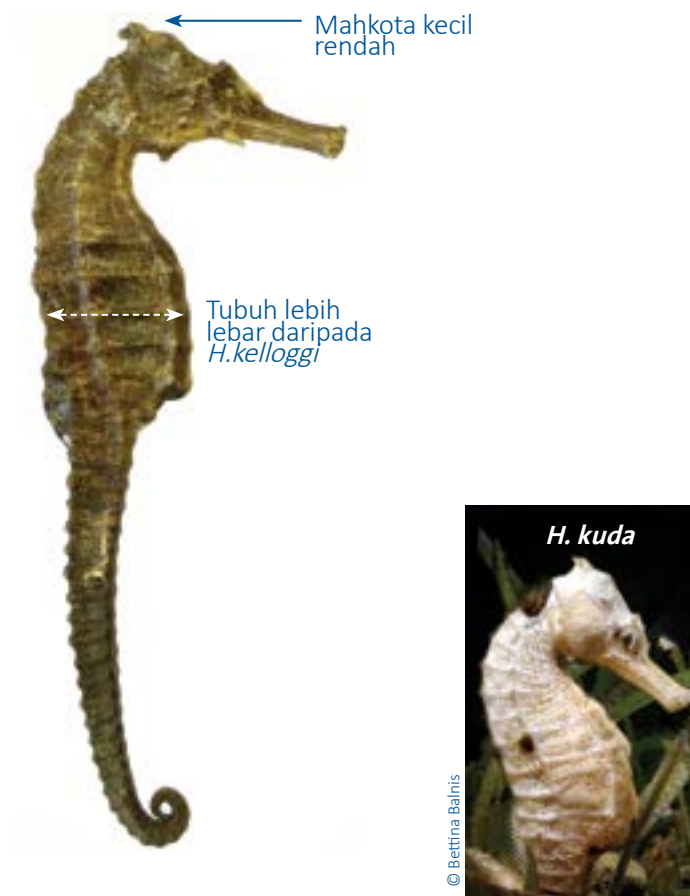 Mahkota kecil
rendah
Tubuh lebih
lebar daripada
H.kelloggi
H. kuda
© Bettina Balnis